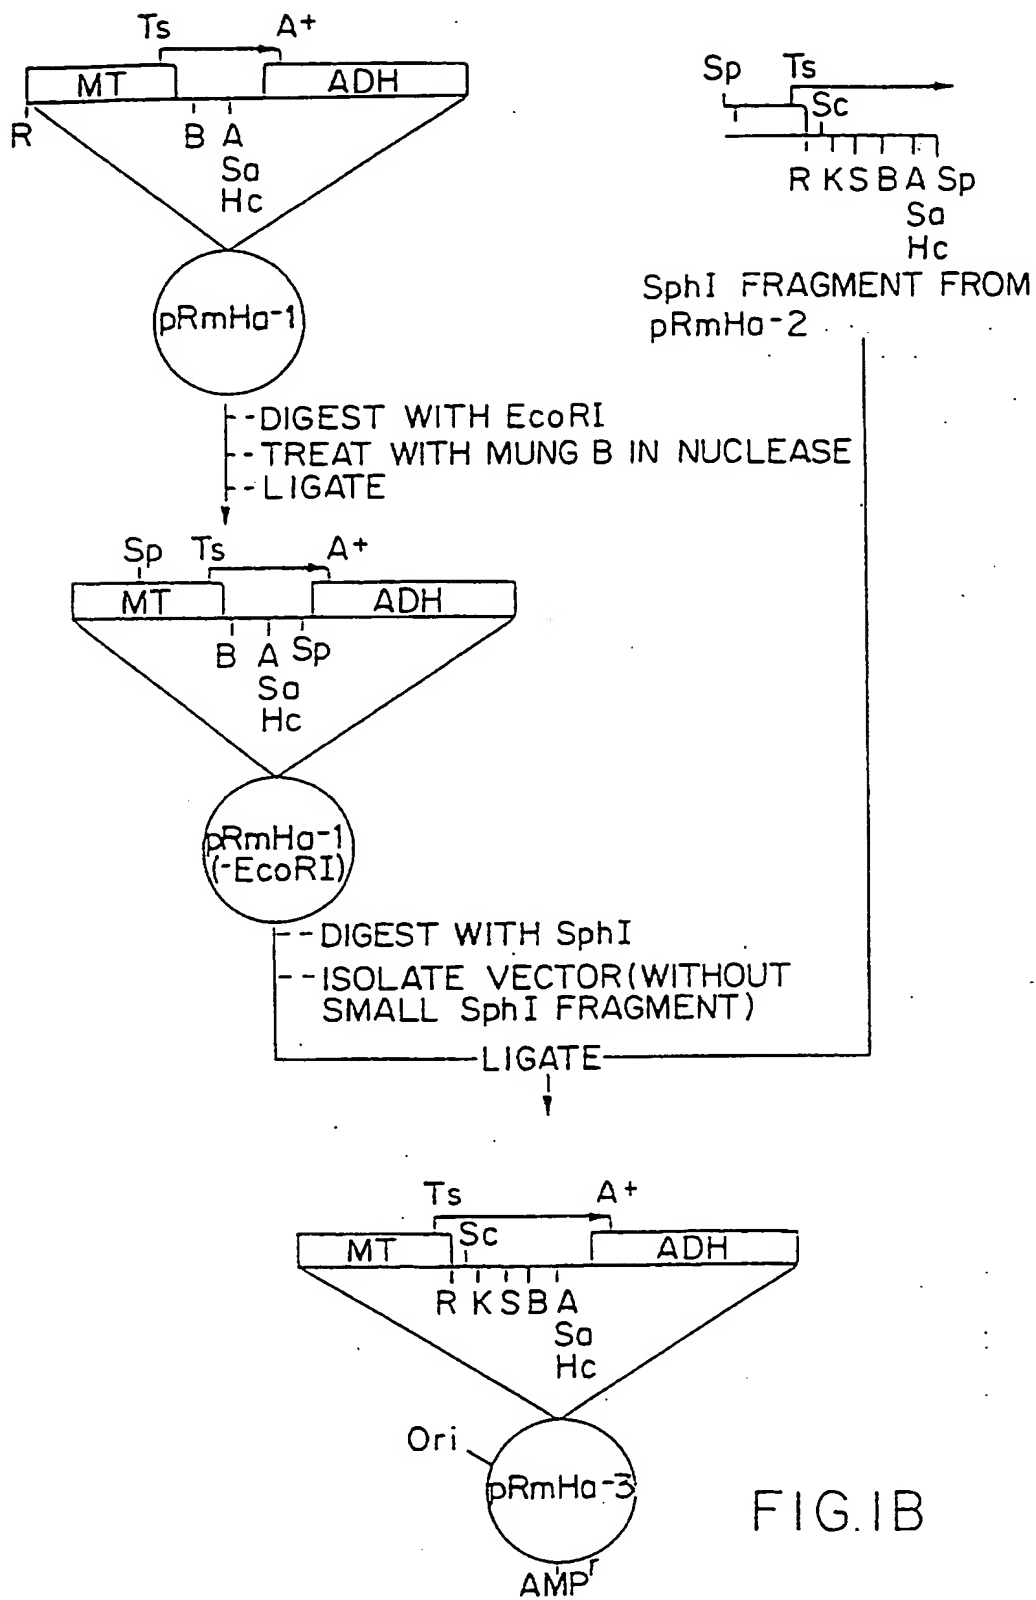 Ts A+
MT ADH
R B A
Sa
Hc
pRmHa-1
Sp Ts
Sc
R K S B A Sp
Sa
Hc
SphI FRAGMENT FROM
pRmHa-2
--DIGEST WITH EcoRI
--TREAT WITH MUNG B IN NUCLEASE
--LIGATE
Sp Ts A+
MT ADH
B A Sp
Sa
Hc
pRmHa-1
(-EcoRI)
--DIGEST WITH SphI
--ISOLATE VECTOR(WITHOUT
SMALL SphI FRAGMENT)
LIGATE
Ts A+
Sc
MT ADH
R K S B A
Sa
Hc
Ori
pRmHa-3
AMPr
FIG.1B